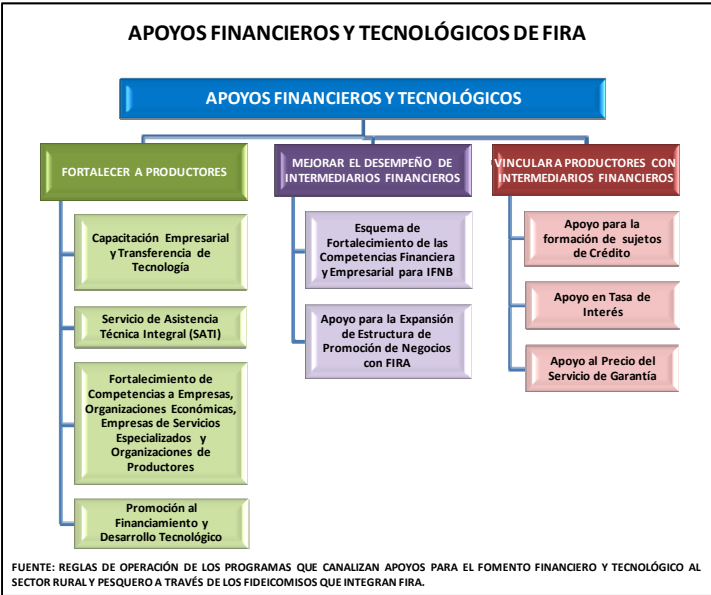 APOYOS FINANCIEROS Y TECNOLÓGICOS DE FIRA
APOYOS FINANCIEROS Y TECNOLÓGICOS
FORTALECER A PRODUCTORES
Capacitación Empresarial
y Transferencia de
Tecnología
Servicio de Asistencia
Técnica Integral (SATI)
Fortalecimiento de
Competencias a Empresas,
Organizaciones Económicas,
Empresas de Servicios
Especializados y
Organizaciones de
Productores
Promoción al
Financiamiento y
Desarrollo Tecnológico
MEJORAR EL DESEMPEÑO DE
INTERMEDIARIOS FINANCIEROS
Esquema de
Fortalecimiento de las
Competencias Financiera
y Empresarial para IFNB
Apoyo para la Expansión
de Estructura de
Promoción de Negocios
con FIRA
VINCULAR A PRODUCTORES CON
INTERMEDIARIOS FINANCIEROS
Apoyo para la
formación de sujetos
de Crédito
Apoyo en Tasa de
Interés
Apoyo al Precio del
Servicio de Garantía
FUENTE: REGLAS DE OPERACIÓN DE LOS PROGRAMAS QUE CANALIZAN APOYOS PARA EL FOMENTO FINANCIERO Y TECNOLÓGICO AL
SECTOR RURAL Y PESQUERO A TRAVÉS DE LOS FIDEICOMISOS QUE INTEGRAN FIRA.